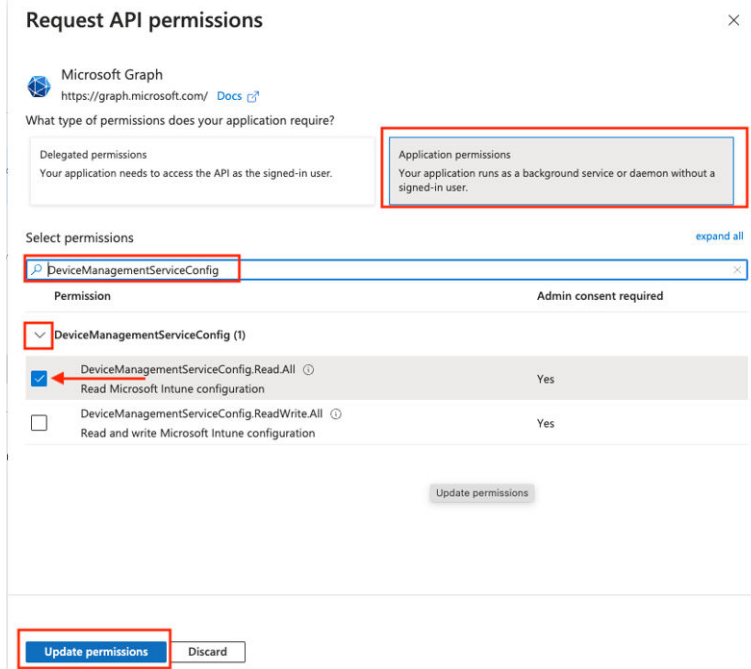 Request API permissions
Microsoft Graph
https://graph.microsoft.com/ Docs
What type of permissions does your application require?
Delegated permissions
Your application needs to access the API as the signed-in user.
Application permissions
Your application runs as a background service or daemon without a
signed-in user.
Select permissions
expand all
DeviceManagementServiceConfig
Permission
Admin consent required
DeviceManagementServiceConfig (1)
DeviceManagementServiceConfig.Read.All
Read Microsoft Intune configuration
Yes
DeviceManagementServiceConfig.ReadWrite.All
Read and write Microsoft Intune configuration
Yes
Update permissions
Update permissions
Discard